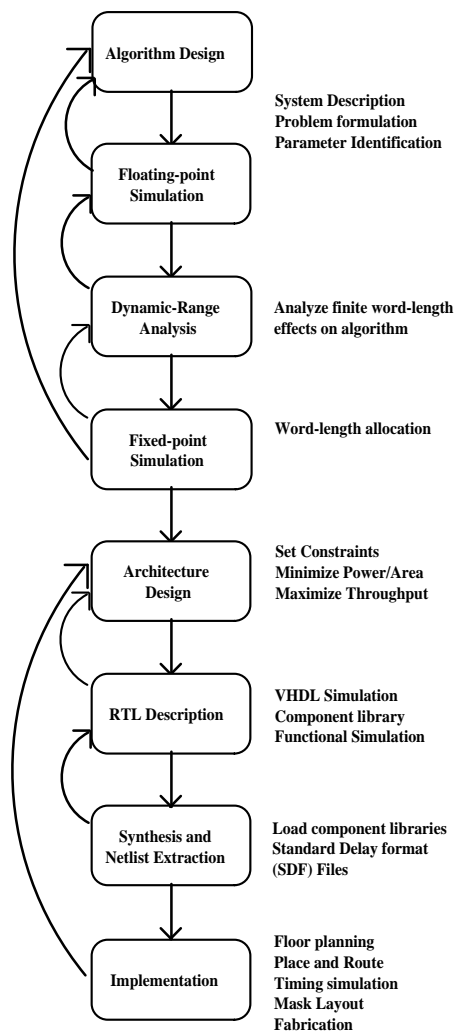 Algorithm Design
System Description
Problem formulation
Parameter Identification
Floating-point
Simulation
Dynamic-Range
Analysis
Analyze finite word-length
effects on algorithm
Fixed-point
Simulation
Word-length allocation
Architecture
Design
Set Constraints
Minimize Power/Area
Maximize Throughput
RTL Description
VHDL Simulation
Component library
Functional Simulation
Synthesis and
Netlist Extraction
Load component libraries
Standard Delay format
(SDF) Files
Implementation
Floor planning
Place and Route
Timing simulation
Mask Layout
Fabrication